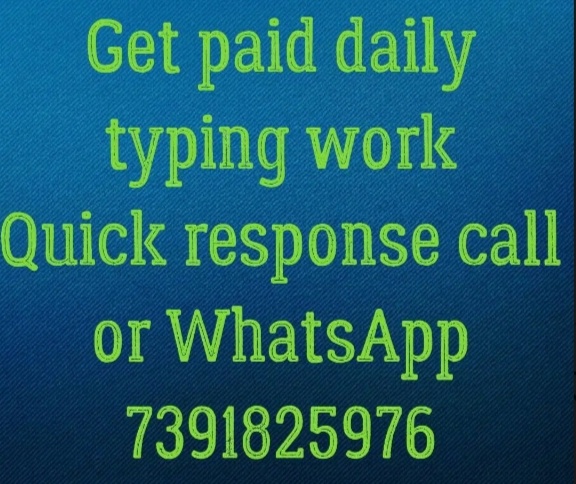 Get paid daily
typing work
Quick response call
or WhatsApp
7391825976